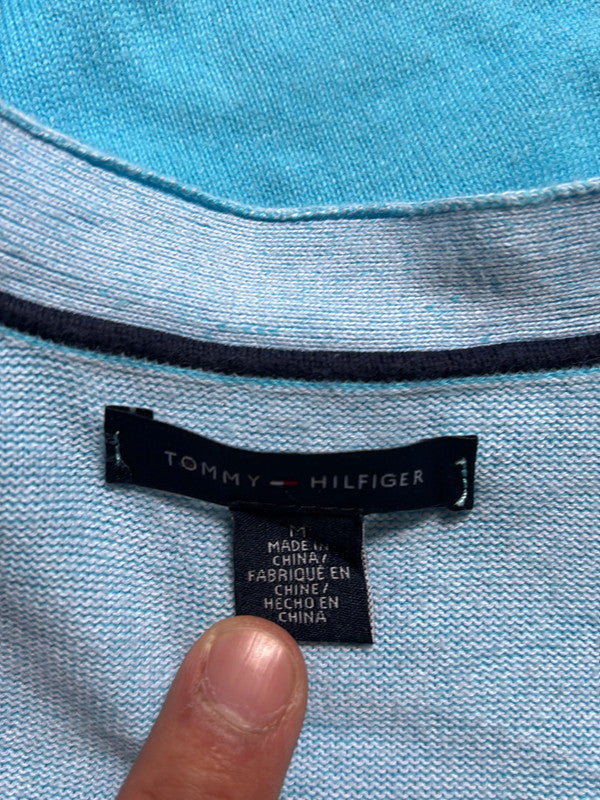 TOMMY HILFIGER
M
MADE IN
CHINA/
FABRIQUÉ EN
CHINE/
HECHO EN
CHINA